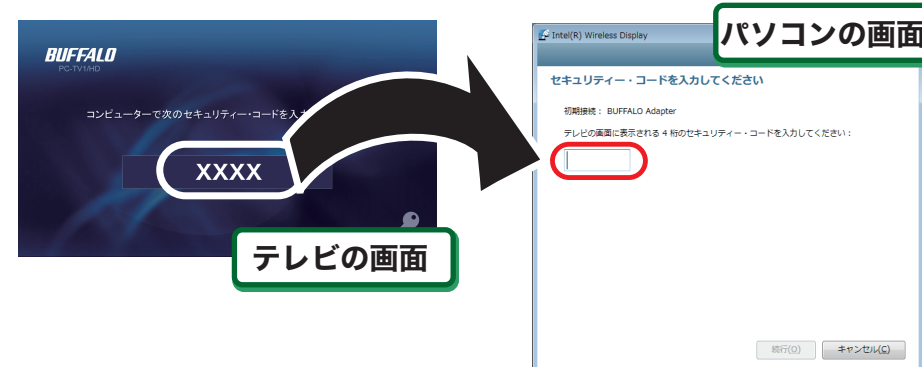 BUFFALO
PC-TV1/HD
コンピューターで次のセキュリティー・コードを入
XXXX
テレビの画面
パソコンの画面
Intel(R) Wireless Display
セキュリティー・コードを入力してください
初期接続： BUFFALO Adapter
テレビの画面に表示される 4 桁のセキュリティー・コードを入力してください：
続行(O)
キャンセル(C)